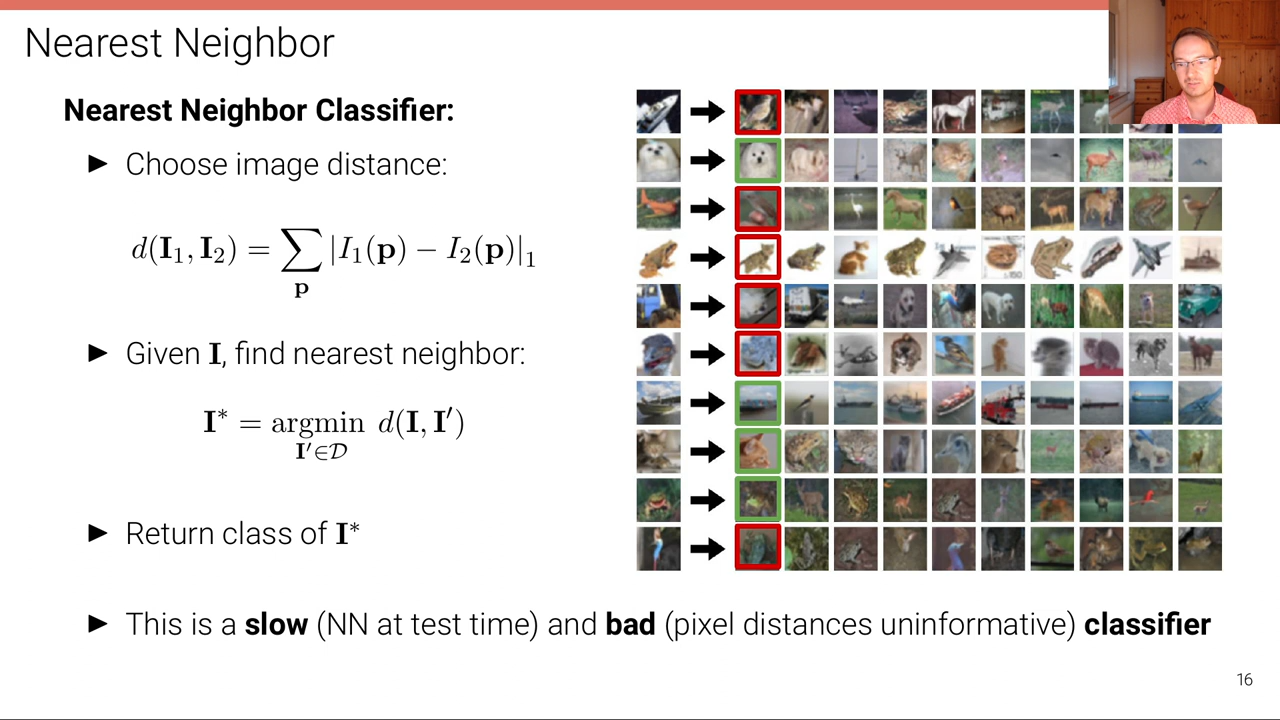 Nearest Neighbor
Nearest Neighbor Classifier:
► Choose image distance:
d(I₁, I₂) = ∑ₚ |I₁(p) − I₂(p)|₁
► Given I, find nearest neighbor:
I* = argmin d(I, I′)
I′∈𝒟
► Return class of I*
► This is a slow (NN at test time) and bad (pixel distances uninformative) classifier
16